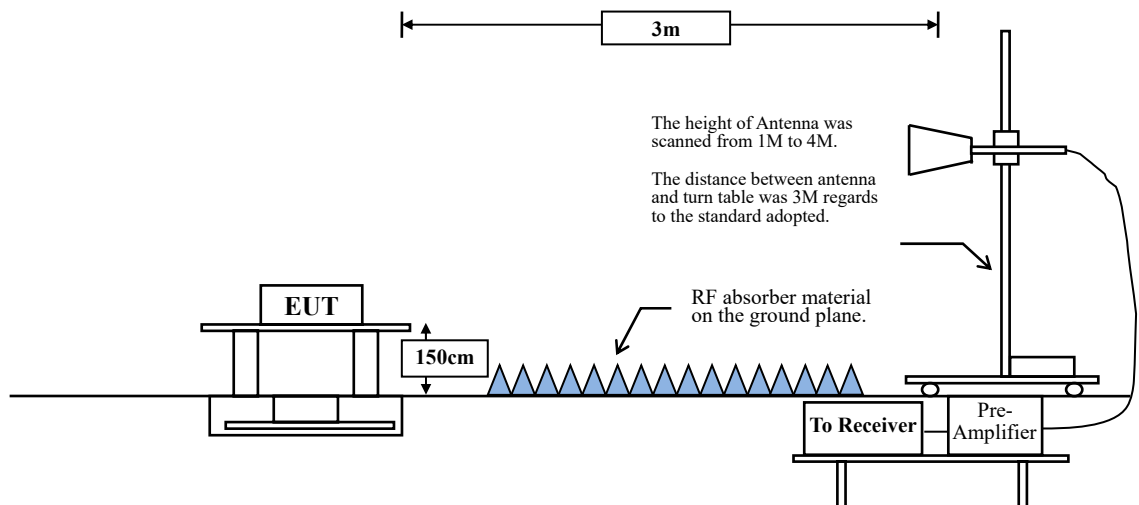 3m
The height of Antenna was
scanned from 1M to 4M.
The distance between antenna
and turn table was 3M regards
to the standard adopted.
EUT
RF absorber material
on the ground plane.
150cm
To Receiver
Pre-
Amplifier